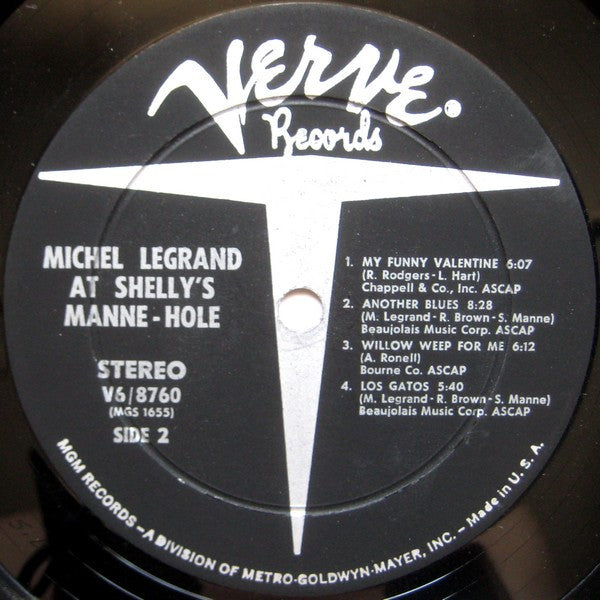 VERVE®
Records
MICHEL LEGRAND
AT SHELLY'S
MANNE-HOLE
STEREO
V6/8760
(MGS 1655)
SIDE 2
1. MY FUNNY VALENTINE 6:07
(R. Rodgers-L. Hart)
Chappell & Co., Inc. ASCAP
2. ANOTHER BLUES 8:28
(M. Legrand-R. Brown-S. Manne)
Beaujolais Music Corp. ASCAP
3. WILLOW WEEP FOR ME 6:12
(A. Ronell)
Bourne Co. ASCAP
4. LOS GATOS 5:40
(M. Legrand-R. Brown-S. Manne)
Beaujolais Music Corp. ASCAP
MGM RECORDS—A DIVISION OF METRO-GOLDWYN-MAYER, INC. – Made in U. S. A.